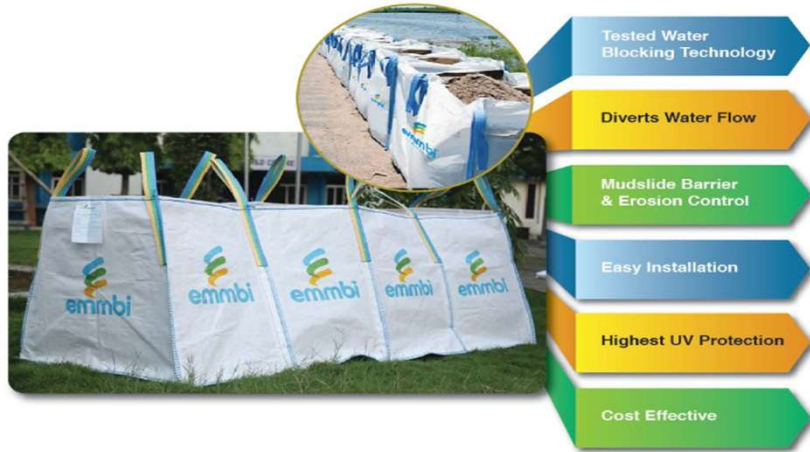 emmbi
emmbi
emmbi
emmbi
emmbi
emmbi
Tested Water
Blocking Technology
Diverts Water Flow
Mudslide Barrier
& Erosion Control
Easy Installation
Highest UV Protection
Cost Effective